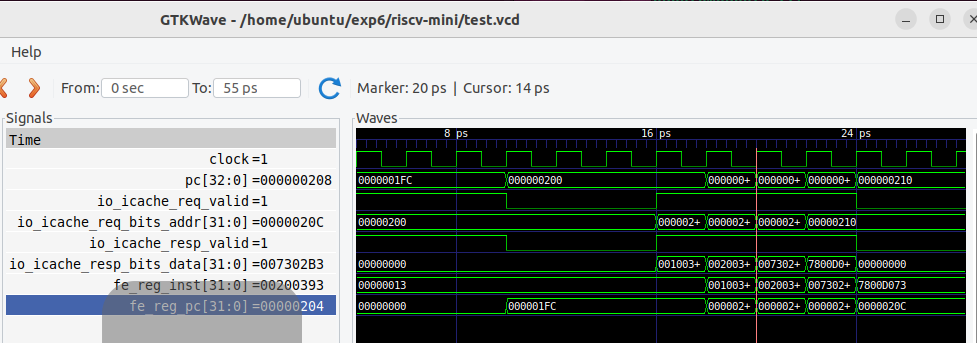 GTKWave - /home/ubuntu/exp6/riscv-mini/test.vcd
Help
From: 0 sec To: 55 ps Marker: 20 ps | Cursor: 14 ps
Signals Waves
Time 8 ps 16 ps 24 ps
clock =1
pc[32:0] =000000208 0000001FC 000000200 000000+ 000000+ 000000+ 000000210
io_icache_req_valid =1
io_icache_req_bits_addr[31:0] =0000020C 00000200 000002+ 000002+ 000002+ 00000210
io_icache_resp_valid =1
io_icache_resp_bits_data[31:0] =007302B3 00000000 001003+ 002003+ 007302+ 7800D0+ 00000000
fe_reg_inst[31:0] =00200393 00000013 001003+ 002003+ 007302+ 7800D073
fe_reg_pc[31:0] =00000204 00000000 000001FC 000002+ 000002+ 000002+ 0000020C